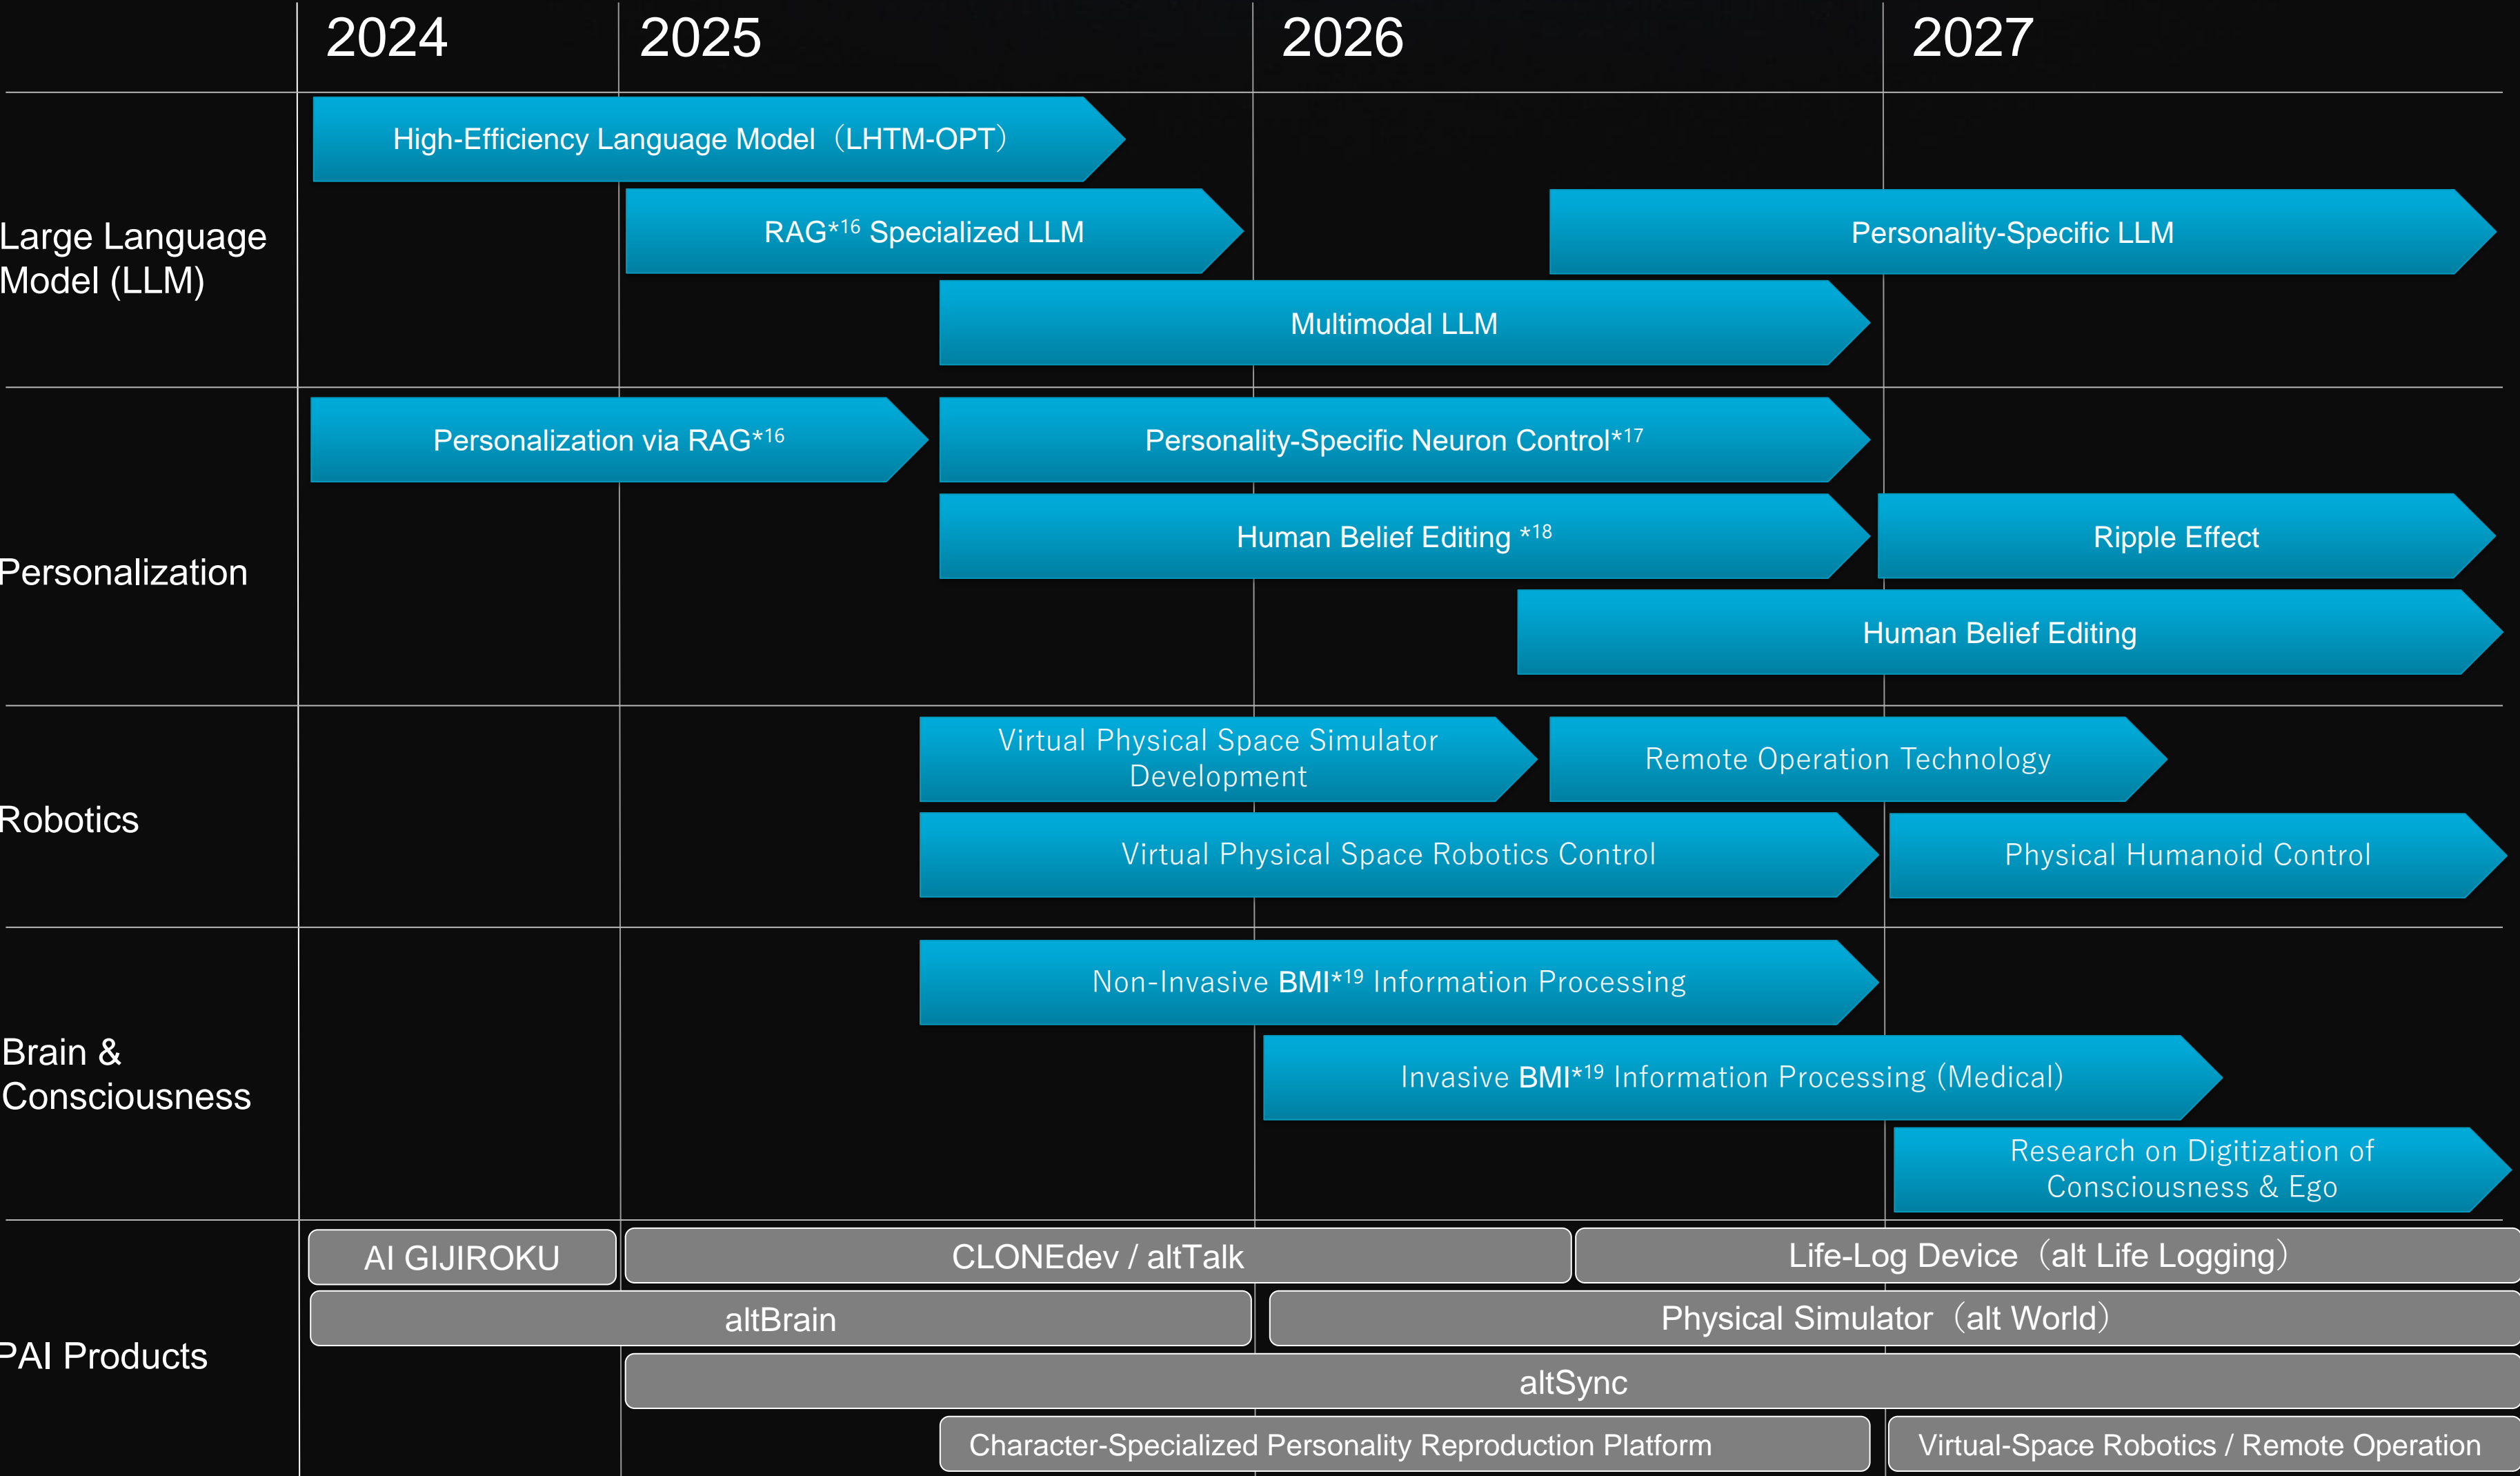 2024
2025
2026
2027
Large Language
Model (LLM)
High-Efficiency Language Model（LHTM-OPT）
RAG*16 Specialized LLM
Personality-Specific LLM
Multimodal LLM
Personalization
Personalization via RAG*16
Personality-Specific Neuron Control*17
Human Belief Editing *18
Ripple Effect
Human Belief Editing
Robotics
Virtual Physical Space Simulator
Development
Remote Operation Technology
Virtual Physical Space Robotics Control
Physical Humanoid Control
Brain &
Consciousness
Non-Invasive BMI*19 Information Processing
Invasive BMI*19 Information Processing (Medical)
Research on Digitization of
Consciousness & Ego
PAI Products
AI GIJIROKU
CLONEdev / altTalk
Life-Log Device（alt Life Logging）
altBrain
Physical Simulator（alt World）
altSync
Character-Specialized Personality Reproduction Platform
Virtual-Space Robotics / Remote Operation